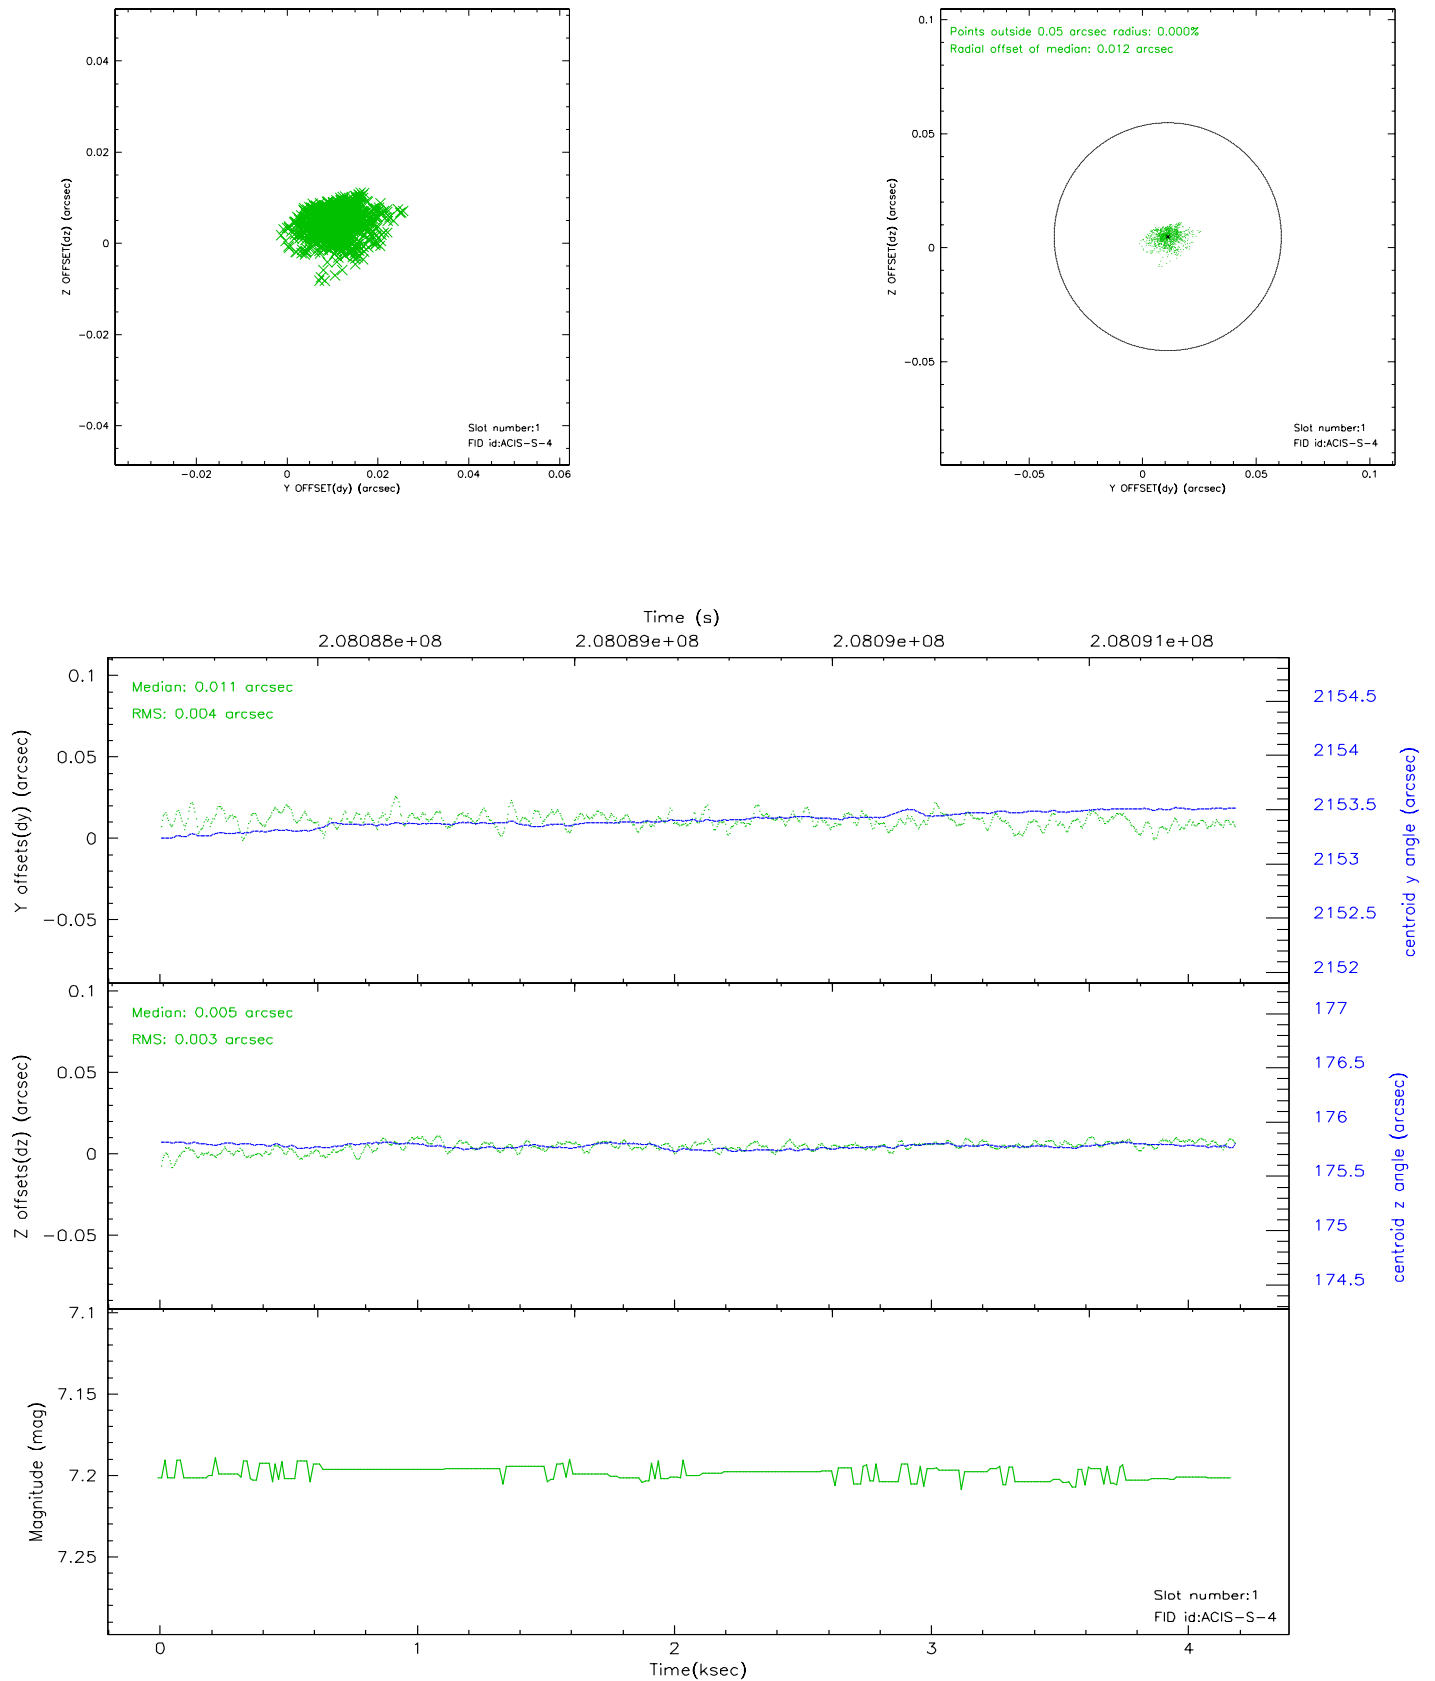 0.04
0.02
0
−0.02
−0.04
Z OFFSET(dz) (arcsec)
Slot number:1
FID id:ACIS−S−4
−0.02 0 0.02 0.04 0.06
Y OFFSET(dy) (arcsec)
Points outside 0.05 arcsec radius: 0.000%
Radial offset of median: 0.012 arcsec
0.1
0.05
0
−0.05
Z OFFSET(dz) (arcsec)
Slot number:1
FID id:ACIS−S−4
−0.05 0 0.05 0.1
Y OFFSET(dy) (arcsec)
Time (s)
2.08088e+08 2.08089e+08 2.0809e+08 2.08091e+08
Median: 0.011 arcsec
RMS: 0.004 arcsec
0.1
0.05
0
−0.05
Y offsets(dy) (arcsec)
2154.5
2154
2153.5
2153
2152.5
2152
centroid y angle (arcsec)
Median: 0.005 arcsec
RMS: 0.003 arcsec
0.1
0.05
0
−0.05
Z offsets(dz) (arcsec)
177
176.5
176
175.5
175
174.5
centroid z angle (arcsec)
7.1
7.15
7.2
7.25
Magnitude (mag)
Slot number:1
FID id:ACIS−S−4
0 1 2 3 4
Time(ksec)